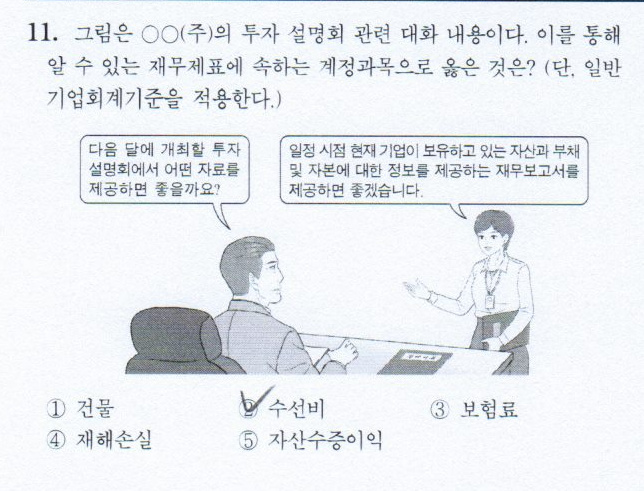 11. 그림은 ○○(주)의 투자 설명회 관련 대화 내용이다. 이를 통해
알 수 있는 재무제표에 속하는 계정과목으로 옳은 것은? (단, 일반
기업회계기준을 적용한다.)
다음 달에 개최할 투자
설명회에서 어떤 자료를
제공하면 좋을까요?
일정 시점 현재 기업이 보유하고 있는 자산과 부채
및 자본에 대한 정보를 제공하는 재무보고서를
제공하면 좋겠습니다.
① 건물 ② 수선비 ③ 보험료
④ 재해손실 ⑤ 자산수증이익